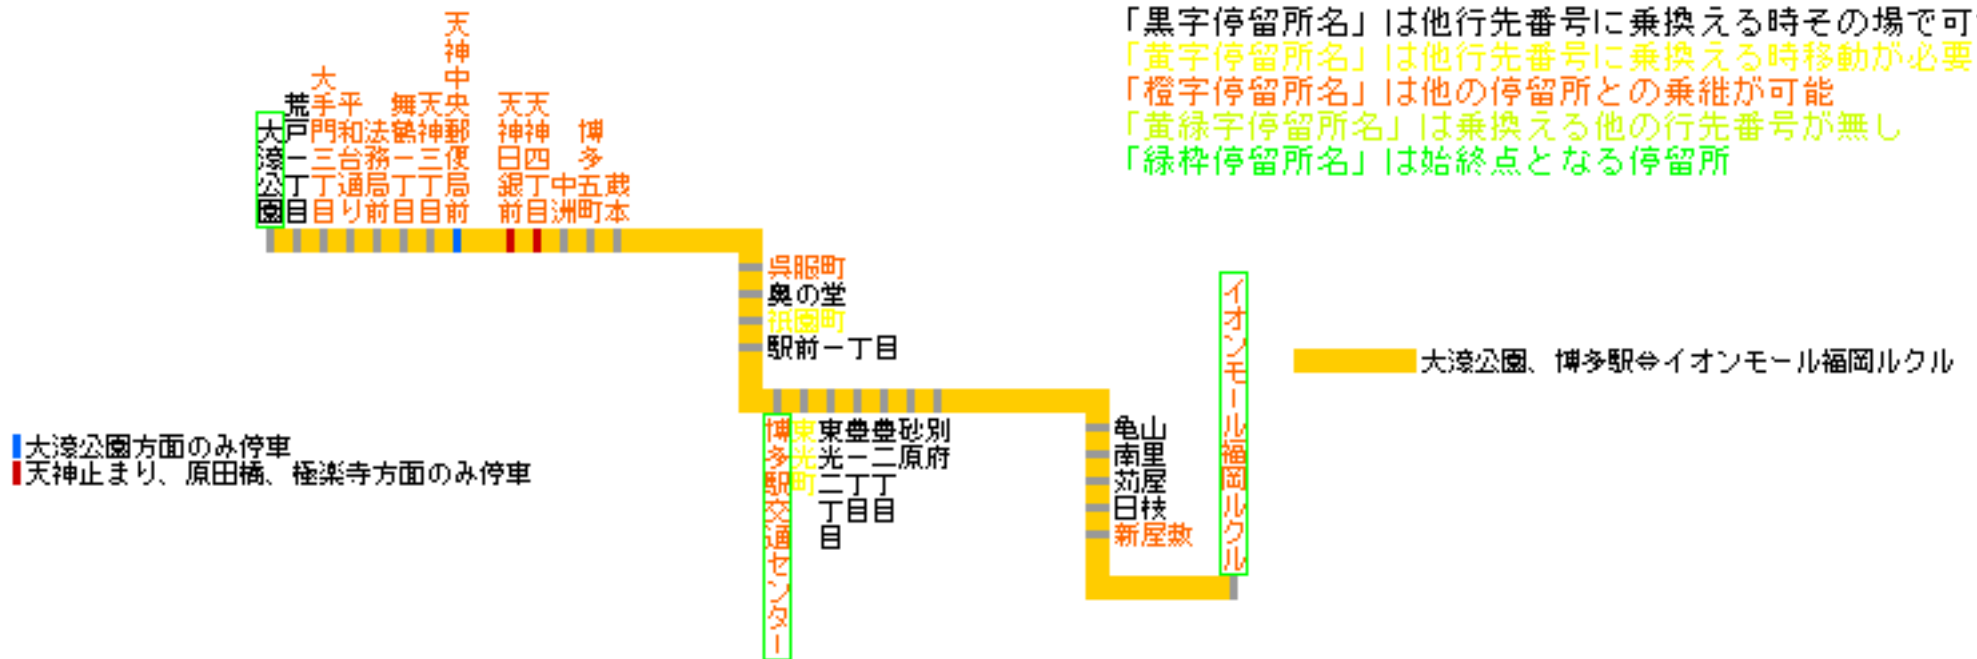 「黒字停留所名」は他行先番号に乗換える時その場で可
「黄字停留所名」は他行先番号に乗換える時移動が必要
「橙字停留所名」は他の停留所との乗継が可能
「黄緑字停留所名」は乗換える他の行先番号が無し
「緑枠停留所名」は始終点となる停留所
大濠公園
荒戸一丁目
大手門三丁目
平和台通り
法務局前
舞鶴一丁目
天神三丁目
天神中央郵便局前
天神日銀前
天神四丁目
中洲
博多五町
蔵本
呉服町
奥の堂
祇園町
駅前一丁目
博多駅交通センター
東光町
東光二丁目
豊一丁目
豊二丁目
砂原
別府
亀山
南里
苅屋
日枝
新屋敷
イオンモール福岡ルクル
大濠公園、博多駅⇔イオンモール福岡ルクル
大濠公園方面のみ停車
天神止まり、原田橋、極楽寺方面のみ停車